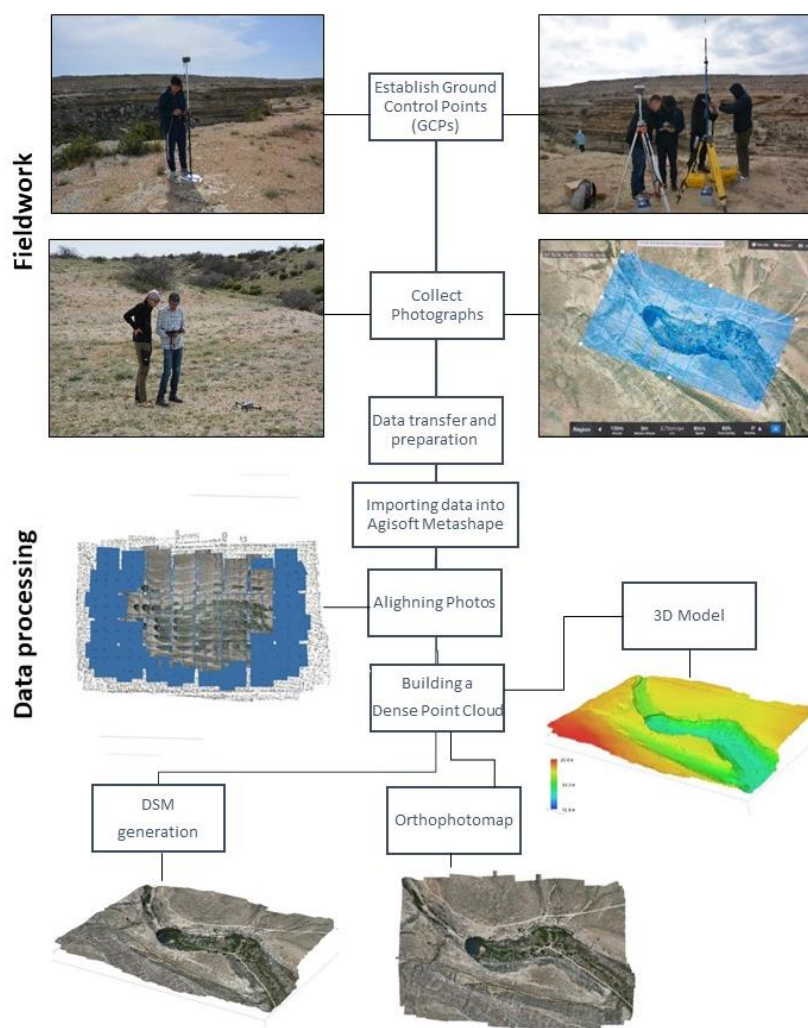 Fieldwork
Establish Ground
Control Points
(GCPs)
Collect
Photographs
Region
Data transfer and
preparation
Importing data into
Agisoft Metashape
Data processing
Alighning Photos
3D Model
Building a
Dense Point Cloud
DSM
generation
Orthophotomap